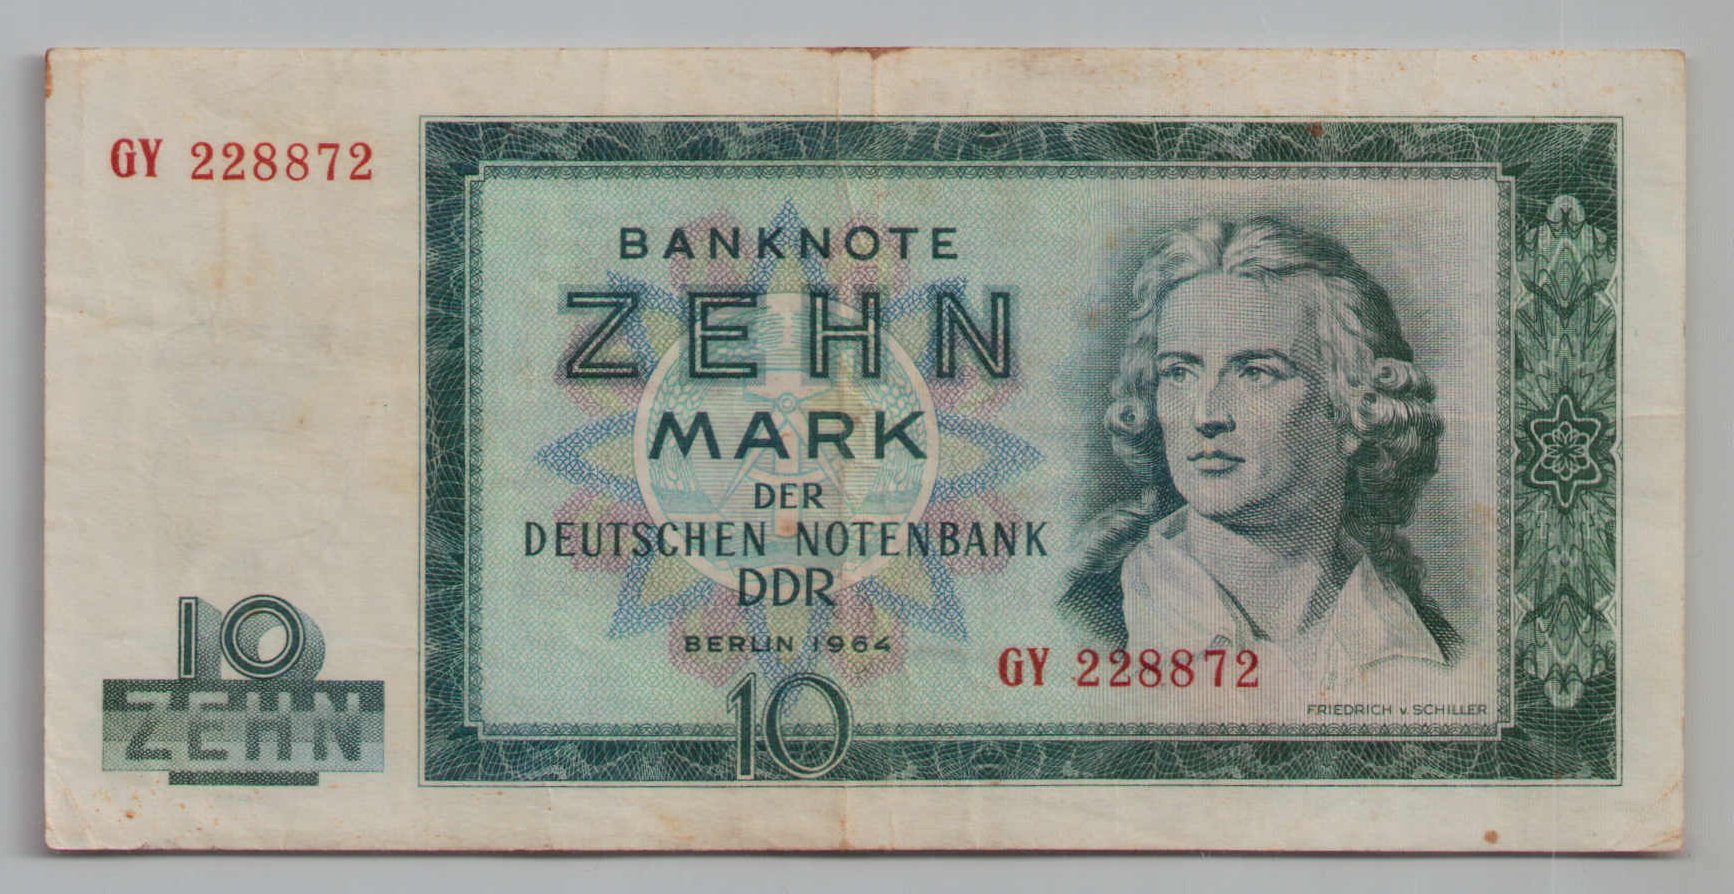 GY 228872
BANKNOTE
ZEHN
MARK
DER
DEUTSCHEN NOTENBANK
DDR
BERLIN 1964
GY 228872
FRIEDRICH v. SCHILLER
10
10
ZEHN